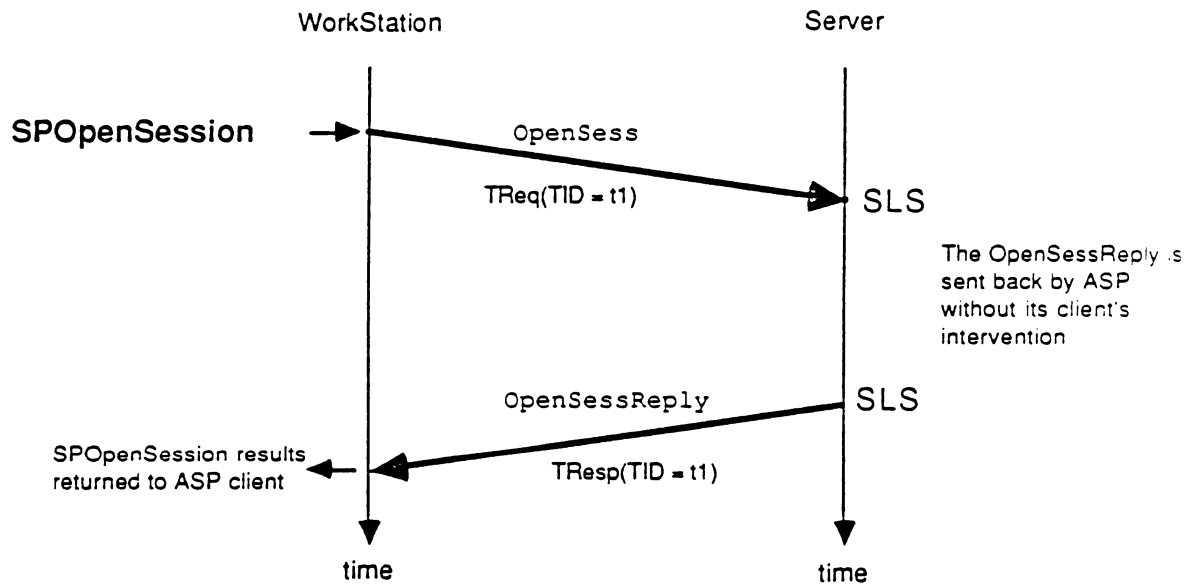 WorkStation
Server
SPOpenSession
OpenSess
TReq(TID = t1)
SLS
The OpenSessReply is
sent back by ASP
without its client's
intervention
OpenSessReply
SLS
SPOpenSession results
returned to ASP client
TResp(TID = t1)
time
time